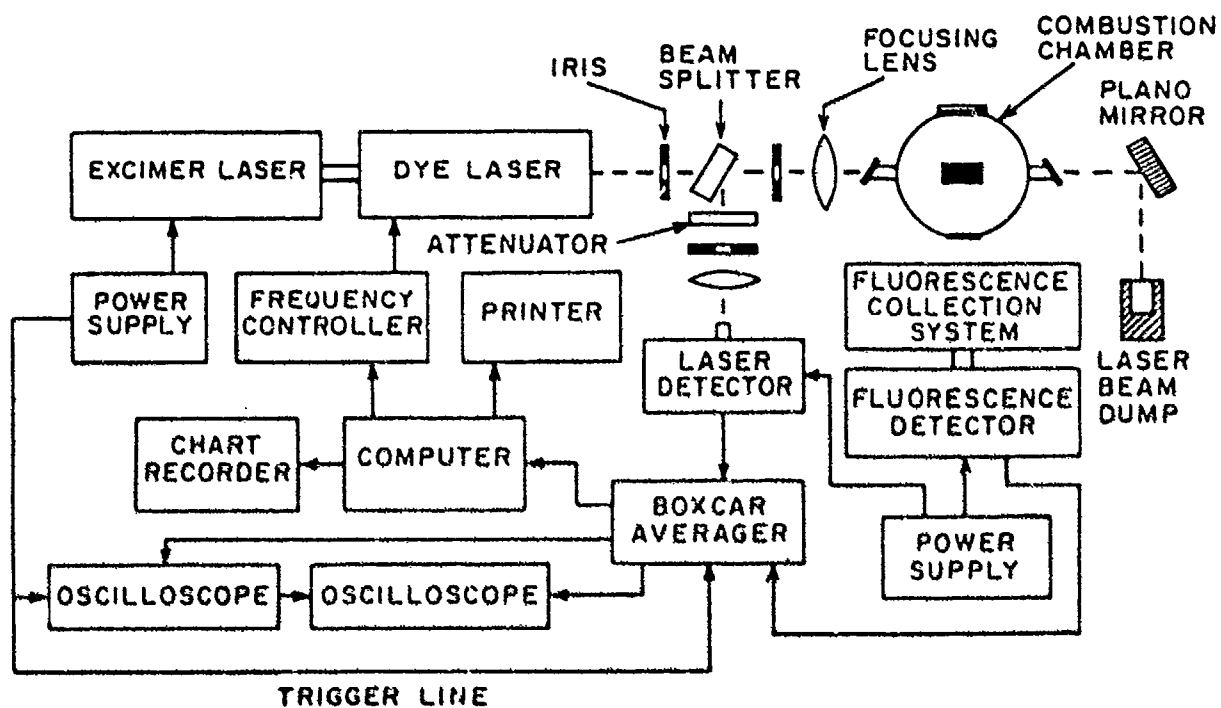 COMBUSTION
CHAMBER
FOCUSING
LENS
BEAM
SPLITTER
IRIS
PLANO
MIRROR
EXCIMER LASER
DYE LASER
ATTENUATOR
POWER
SUPPLY
FREQUENCY
CONTROLLER
PRINTER
FLUORESCENCE
COLLECTION
SYSTEM
LASER
DETECTOR
LASER
BEAM
DUMP
FLUORESCENCE
DETECTOR
CHART
RECORDER
COMPUTER
BOXCAR
AVERAGER
POWER
SUPPLY
OSCILLOSCOPE
OSCILLOSCOPE
TRIGGER LINE